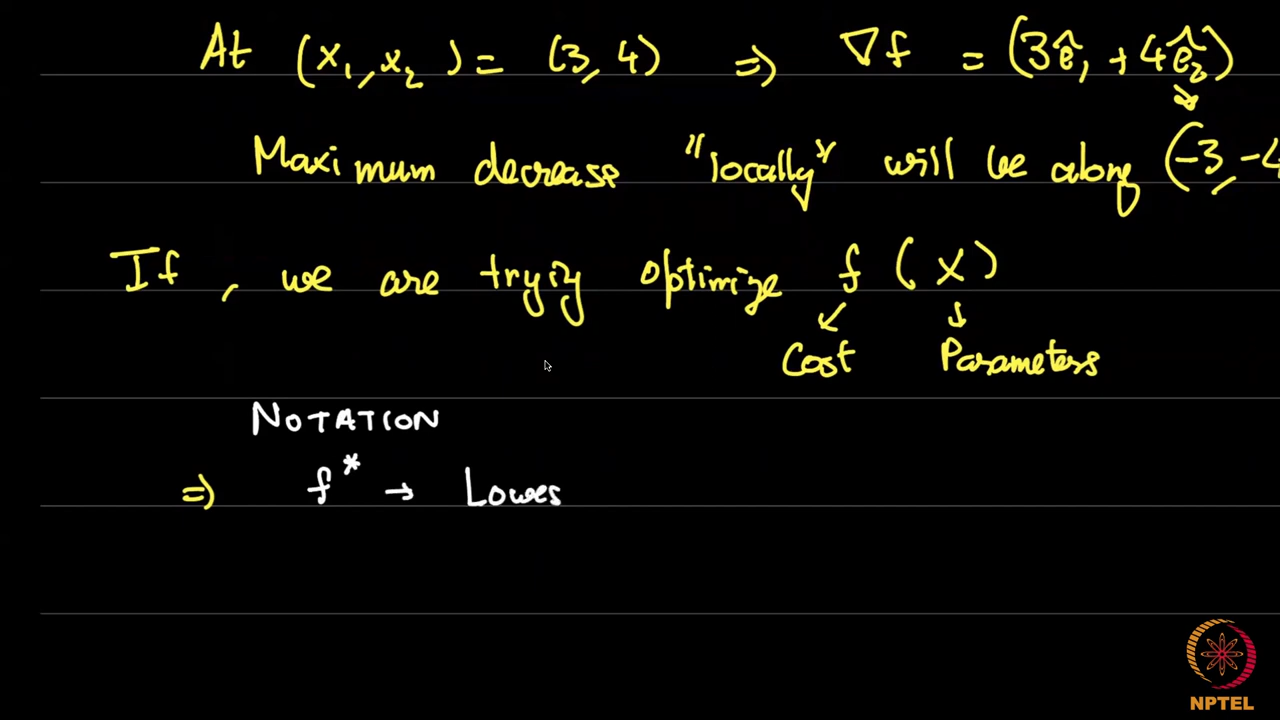 At (x₁,x₂) = (3,4) ⇒ ∇f = (3ê₁ + 4ê₂)
Maximum decrease "locally" will be along (-3,-4
If, we are tryig optimize f(X)
Cost Parameters
NOTATION
⇒ f* → Lowes
NPTEL